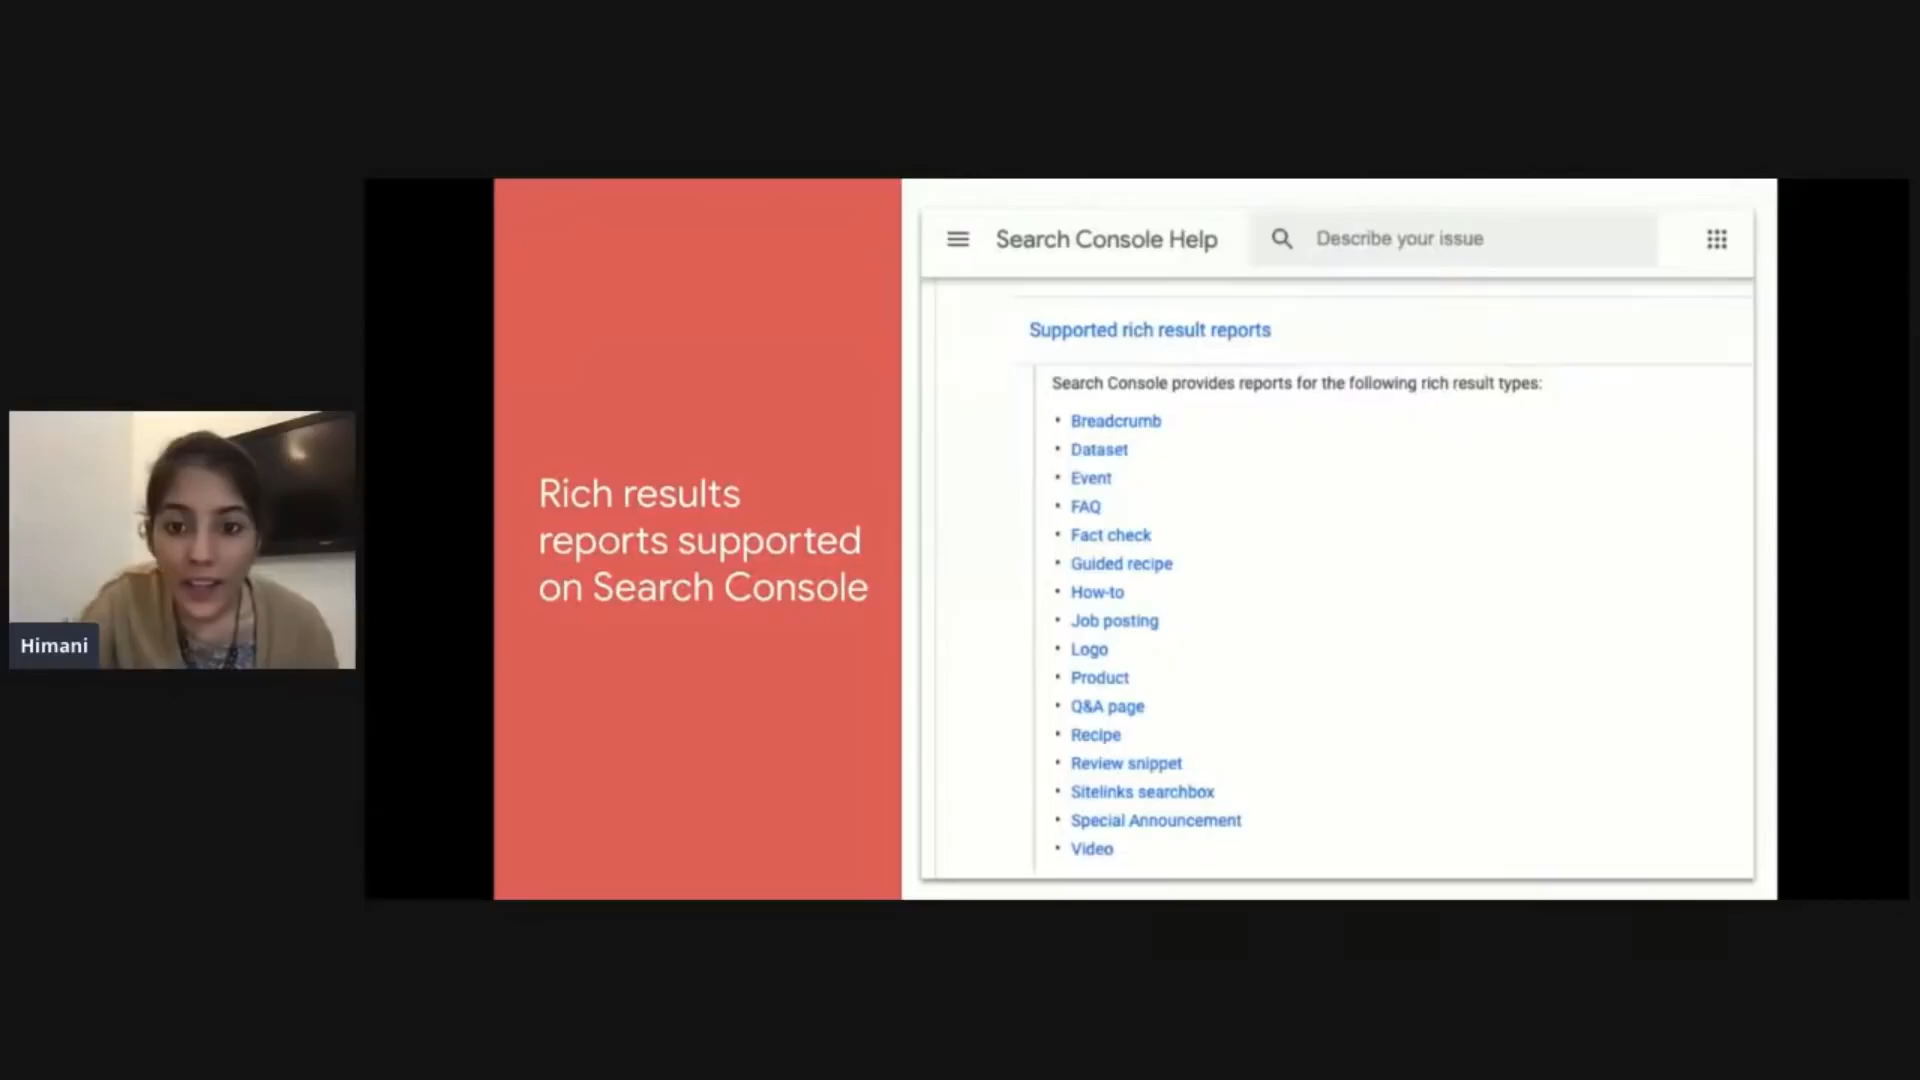 Himani
Rich results
reports supported
on Search Console
Search Console Help
Describe your issue
Supported rich result reports
Search Console provides reports for the following rich result types:
• Breadcrumb
• Dataset
• Event
• FAQ
• Fact check
• Guided recipe
• How-to
• Job posting
• Logo
• Product
• Q&A page
• Recipe
• Review snippet
• Sitelinks searchbox
• Special Announcement
• Video